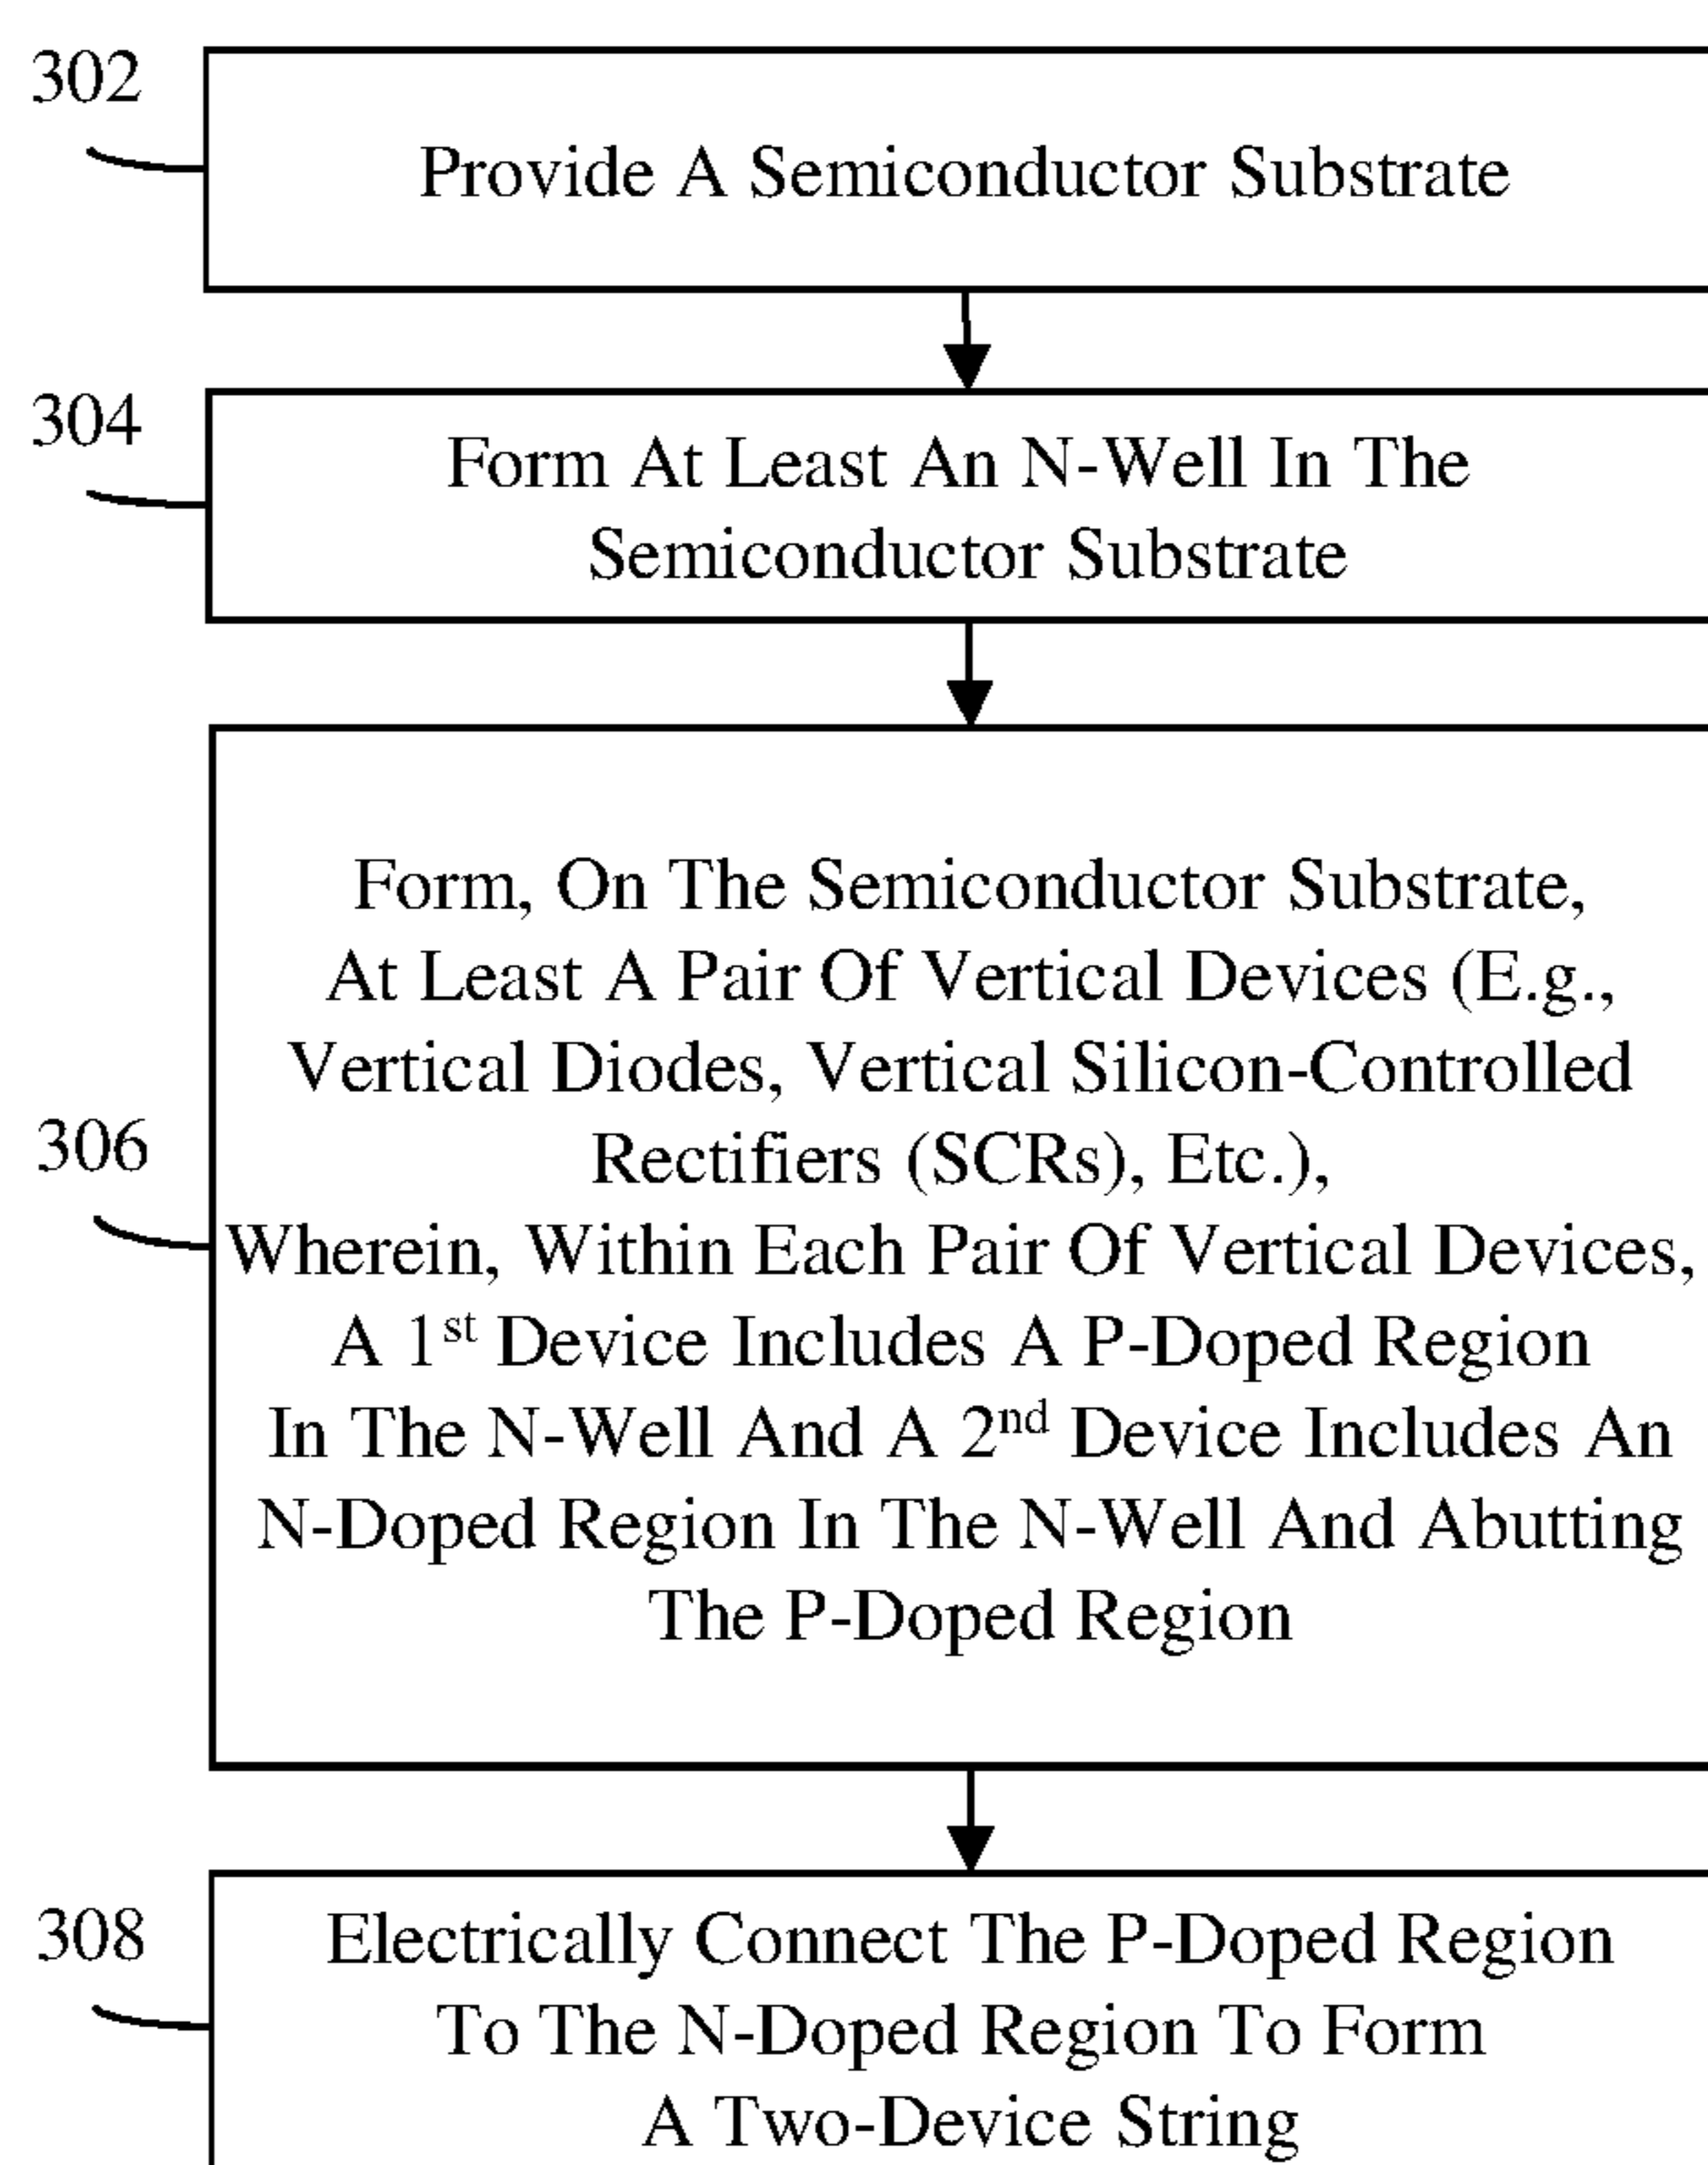 302
Provide A Semiconductor Substrate
304
Form At Least An N-Well In The
Semiconductor Substrate
306
Form, On The Semiconductor Substrate,
At Least A Pair Of Vertical Devices (E.g.,
Vertical Diodes, Vertical Silicon-Controlled
Rectifiers (SCRs), Etc.),
Wherein, Within Each Pair Of Vertical Devices,
A 1st Device Includes A P-Doped Region
In The N-Well And A 2nd Device Includes An
N-Doped Region In The N-Well And Abutting
The P-Doped Region
308
Electrically Connect The P-Doped Region
To The N-Doped Region To Form
A Two-Device String